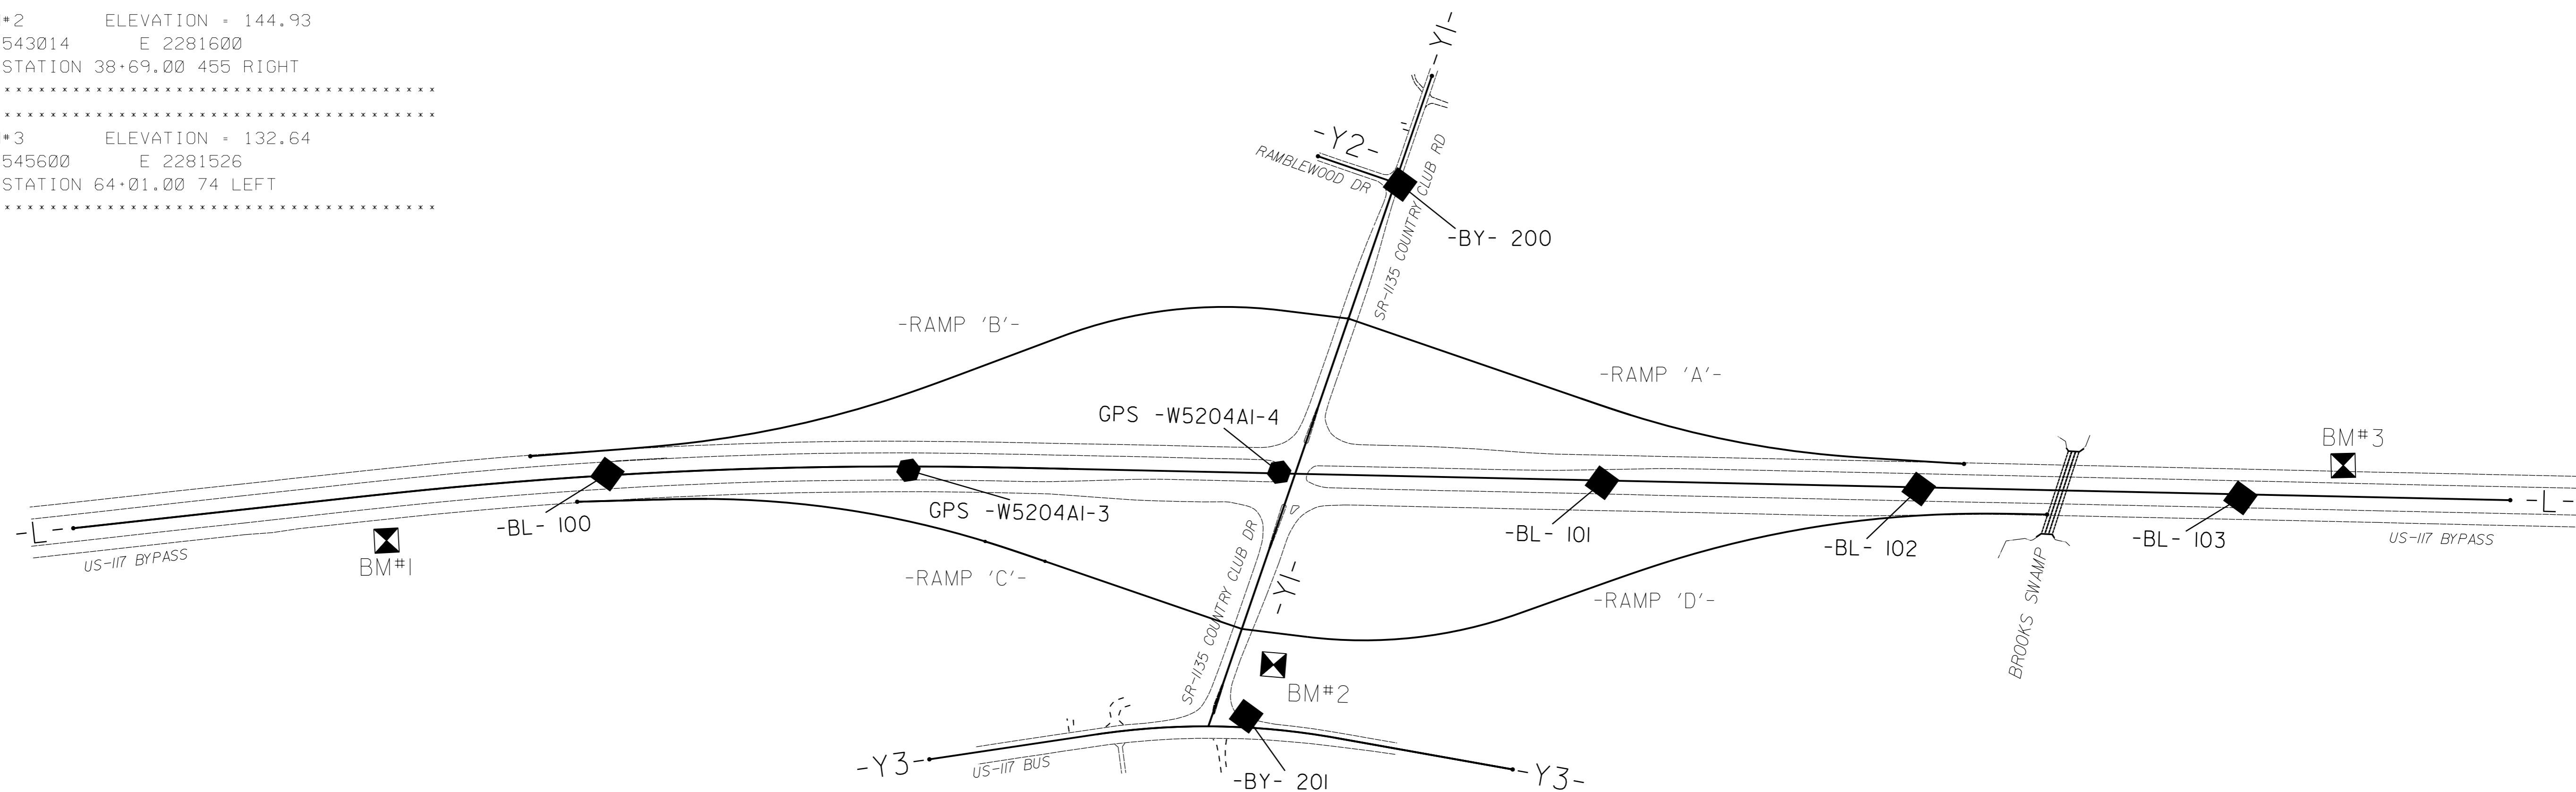 #2 ELEVATION = 144.93
543014 E 2281600
STATION 38+69.00 455 RIGHT
* * * * * * * * * * * * * * * * * * * * * * * * * * * * * * * * * * * * * *
* * * * * * * * * * * * * * * * * * * * * * * * * * * * * * * * * * * * * *
#3 ELEVATION = 132.64
545600 E 2281526
STATION 64+01.00 74 LEFT
* * * * * * * * * * * * * * * * * * * * * * * * * * * * * * * * * * * * * *
-Y1-
-Y2-
RAMBLEWOOD DR
SR-1135 COUNTRY CLUB RD
-BY- 200
-RAMP 'B'-
-RAMP 'A'-
GPS -W5204A1-4
BM#3
-L-
US-117 BYPASS
BM#1
-BL- 100
GPS -W5204A1-3
-RAMP 'C'-
SR-1135 COUNTRY CLUB DR
-Y1-
-BL- 101
-BL- 102
-BL- 103
-L-
US-117 BYPASS
-RAMP 'D'-
BROOKS SWAMP
BM#2
-Y3-
US-117 BUS
-BY- 201
-Y3-